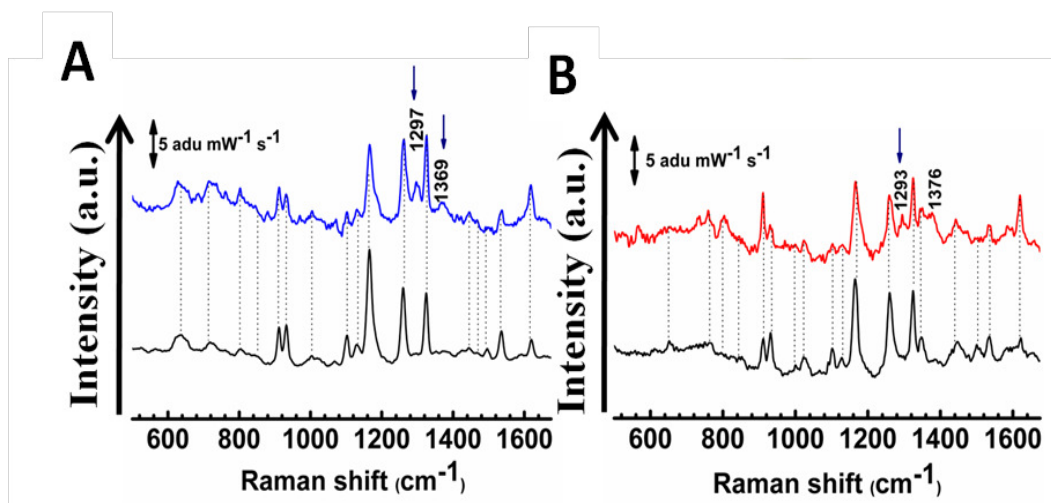 A
5 adu mW⁻¹ s⁻¹
1297
1369
Intensity (a.u.)
600 800 1000 1200 1400 1600
Raman shift (cm⁻¹)
B
5 adu mW⁻¹ s⁻¹
1293
1376
Intensity (a.u.)
600 800 1000 1200 1400 1600
Raman shift (cm⁻¹)